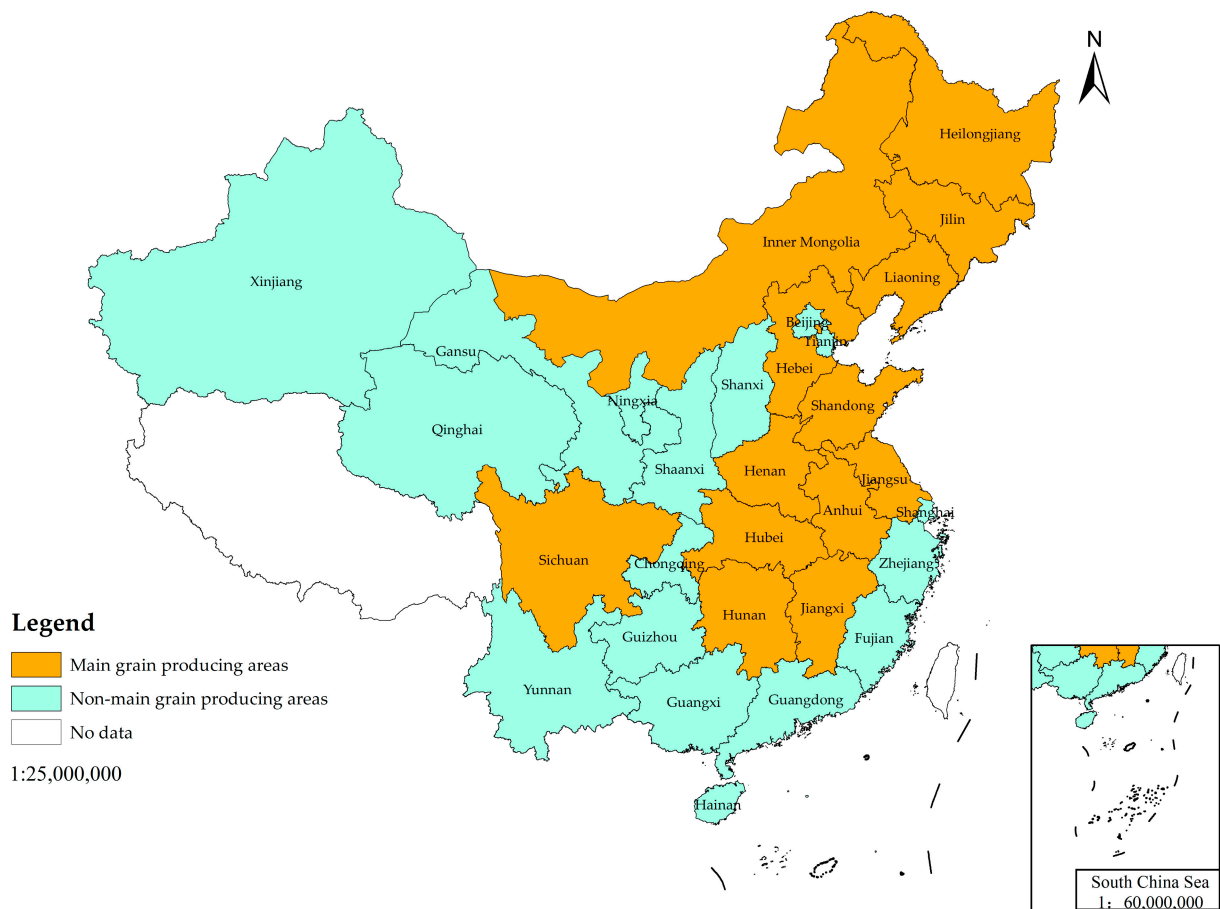 N
Heilongjiang
Jilin
Inner Mongolia
Liaoning
Xinjiang
Beijing
Tianjin
Gansu
Hebei
Shanxi
Ningxia
Shandong
Qinghai
Shaanxi
Henan
Jiangsu
Anhui
Shanghai
Hubei
Sichuan
Chongqing
Zhejiang
Hunan
Jiangxi
Guizhou
Fujian
Yunnan
Guangxi
Guangdong
Hainan
Legend
Main grain producing areas
Non-main grain producing areas
No data
1:25,000,000
South China Sea
1: 60,000,000